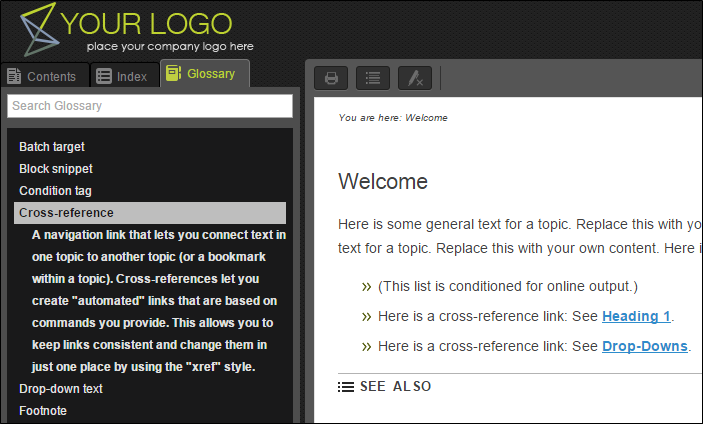 YOUR LOGO
place your company logo here
Contents
Index
Glossary
Search Glossary
Batch target
Block snippet
Condition tag
Cross-reference
A navigation link that lets you connect text in
one topic to another topic (or a bookmark
within a topic). Cross-references let you
create "automated" links that are based on
commands you provide. This allows you to
keep links consistent and change them in
just one place by using the "xref" style.
Drop-down text
Footnote
You are here: Welcome
Welcome
Here is some general text for a topic. Replace this with yo
text for a topic. Replace this with your own content. Here i
» (This list is conditioned for online output.)
» Here is a cross-reference link: See Heading 1.
» Here is a cross-reference link: See Drop-Downs.
SEE ALSO